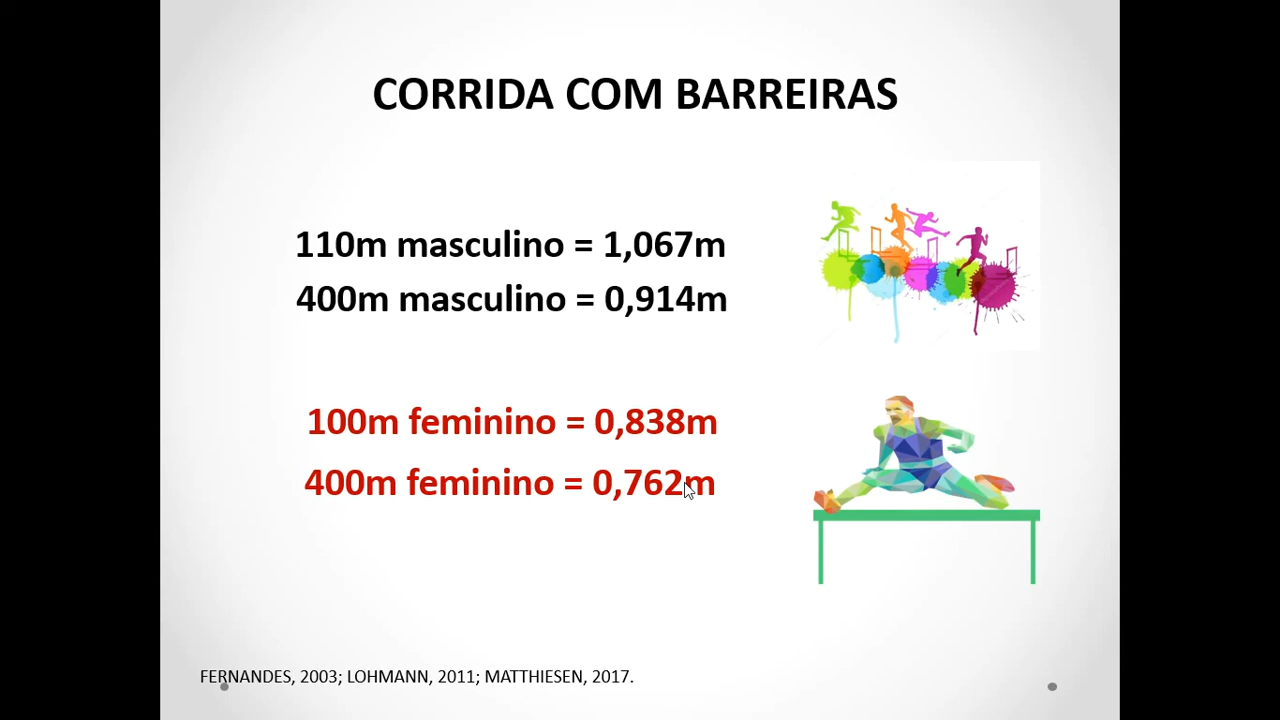 CORRIDA COM BARREIRAS
110m masculino = 1,067m
400m masculino = 0,914m
100m feminino = 0,838m
400m feminino = 0,762m
FERNANDES, 2003; LOHMANN, 2011; MATTHIESEN, 2017.